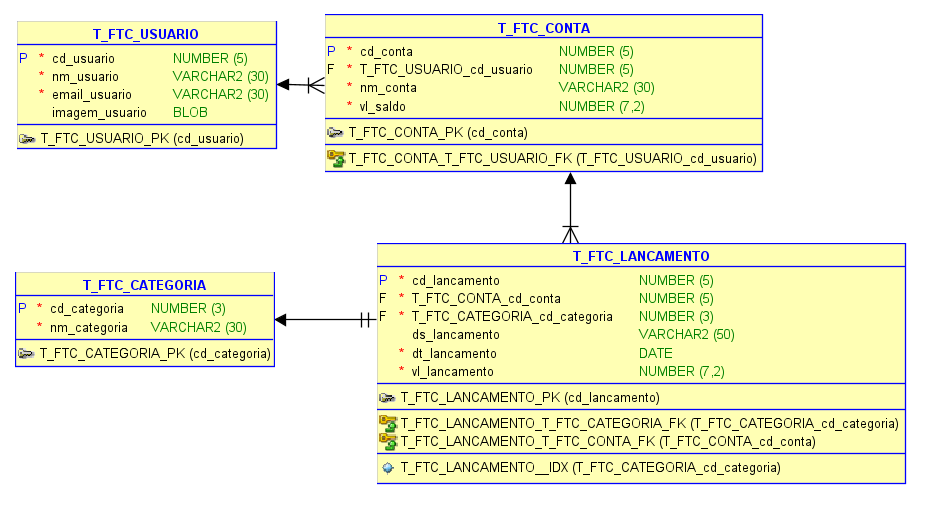 T_FTC_USUARIO
P * cd_usuario NUMBER (5)
* nm_usuario VARCHAR2 (30)
* email_usuario VARCHAR2 (30)
imagem_usuario BLOB
T_FTC_USUARIO_PK (cd_usuario)
T_FTC_CONTA
P * cd_conta NUMBER (5)
F * T_FTC_USUARIO_cd_usuario NUMBER (5)
* nm_conta VARCHAR2 (30)
* vl_saldo NUMBER (7,2)
T_FTC_CONTA_PK (cd_conta)
T_FTC_CONTA_T_FTC_USUARIO_FK (T_FTC_USUARIO_cd_usuario)
T_FTC_CATEGORIA
P * cd_categoria NUMBER (3)
* nm_categoria VARCHAR2 (30)
T_FTC_CATEGORIA_PK (cd_categoria)
T_FTC_LANCAMENTO
P * cd_lancamento NUMBER (5)
F * T_FTC_CONTA_cd_conta NUMBER (5)
F * T_FTC_CATEGORIA_cd_categoria NUMBER (3)
ds_lancamento VARCHAR2 (50)
* dt_lancamento DATE
* vl_lancamento NUMBER (7,2)
T_FTC_LANCAMENTO_PK (cd_lancamento)
T_FTC_LANCAMENTO_T_FTC_CATEGORIA_FK (T_FTC_CATEGORIA_cd_categoria)
T_FTC_LANCAMENTO_T_FTC_CONTA_FK (T_FTC_CONTA_cd_conta)
T_FTC_LANCAMENTO__IDX (T_FTC_CATEGORIA_cd_categoria)